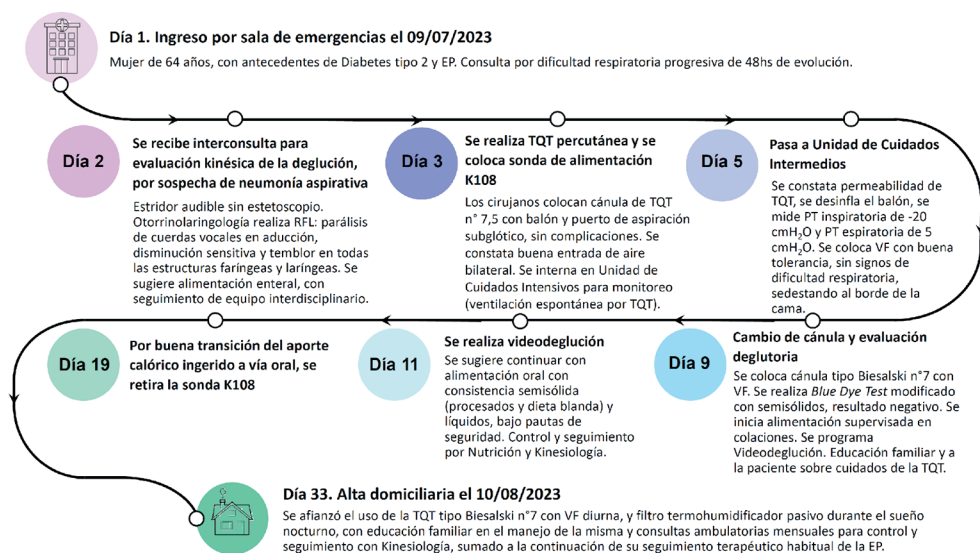 Día 1. Ingreso por sala de emergencias el 09/07/2023
Mujer de 64 años, con antecedentes de Diabetes tipo 2 y EP. Consulta por dificultad respiratoria progresiva de 48hs de evolución.
Día 2
Se recibe interconsulta para
evaluación kinésica de la deglución,
por sospecha de neumonía aspirativa
Estridor audible sin estetoscopio.
Otorrinolaringología realiza RFL: parálisis
de cuerdas vocales en aducción,
disminución sensitiva y temblor en todas
las estructuras faríngeas y laríngeas. Se
sugiere alimentación enteral, con
seguimiento de equipo interdisciplinario.
Día 3
Se realiza TQT percutánea y se
coloca sonda de alimentación
K108
Los cirujanos colocan cánula de TQT
n° 7,5 con balón y puerto de aspiración
subglótico, sin complicaciones. Se
constata buena entrada de aire
bilateral. Se interna en Unidad de
Cuidados Intensivos para monitoreo
(ventilación espontánea por TQT).
Día 5
Pasa a Unidad de Cuidados
Intermedios
Se constata permeabilidad de
TQT, se desinfla el balón, se
mide PT inspiratoria de -20
cmH₂O y PT espiratoria de 5
cmH₂O. Se coloca VF con buena
tolerancia, sin signos de
dificultad respiratoria,
sedestando al borde de la
cama.
Día 9
Cambio de cánula y evaluación
deglutoria
Se coloca cánula tipo Biesalski n°7 con
VF. Se realiza Blue Dye Test modificado
con semisólidos, resultado negativo. Se
inicia alimentación supervisada en
colaciones. Se programa
Videodeglución. Educación familiar y a
la paciente sobre cuidados de la TQT.
Día 11
Se realiza videodeglución
Se sugiere continuar con
alimentación oral con
consistencia semisólida
(procesados y dieta blanda) y
líquidos, bajo pautas de
seguridad. Control y seguimiento
por Nutrición y Kinesiología.
Día 19
Por buena transición del aporte
calórico ingerido a vía oral, se
retira la sonda K108
Día 33. Alta domiciliaria el 10/08/2023
Se afianzó el uso de la TQT tipo Biesalski n°7 con VF diurna, y filtro termohumidificador pasivo durante el sueño
nocturno, con educación familiar en el manejo de la misma y consultas ambulatorias mensuales para control y
seguimiento con Kinesiología, sumado a la continuación de su seguimiento terapéutico habitual de la EP.